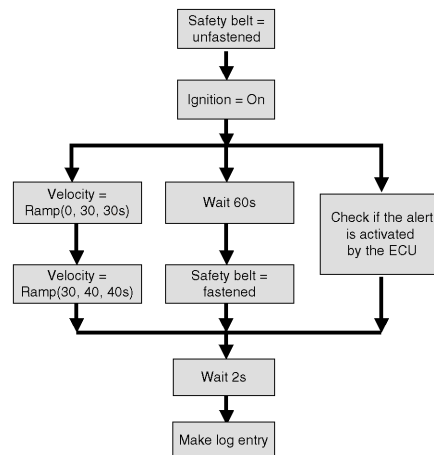 Safety belt =
unfastened
Ignition = On
Velocity =
Ramp(0, 30, 30s)
Wait 60s
Check if the alert
is activated
by the ECU
Velocity =
Ramp(30, 40, 40s)
Safety belt =
fastened
Wait 2s
Make log entry